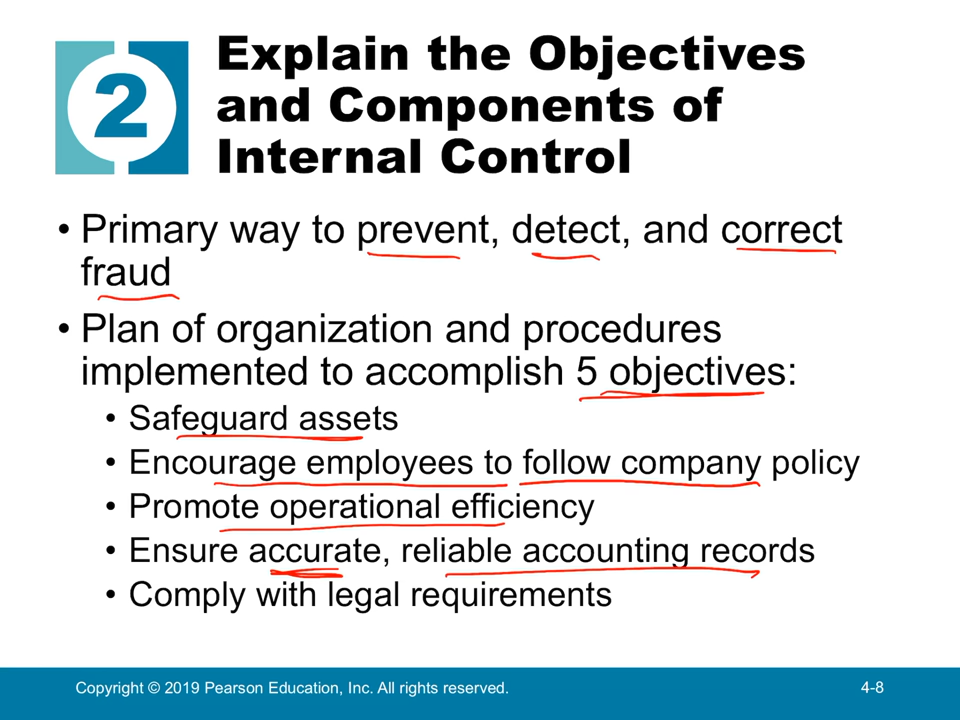 2
Explain the Objectives
and Components of
Internal Control
• Primary way to prevent, detect, and correct
fraud
• Plan of organization and procedures
implemented to accomplish 5 objectives:
• Safeguard assets
• Encourage employees to follow company policy
• Promote operational efficiency
• Ensure accurate, reliable accounting records
• Comply with legal requirements
Copyright © 2019 Pearson Education, Inc. All rights reserved.
4-8